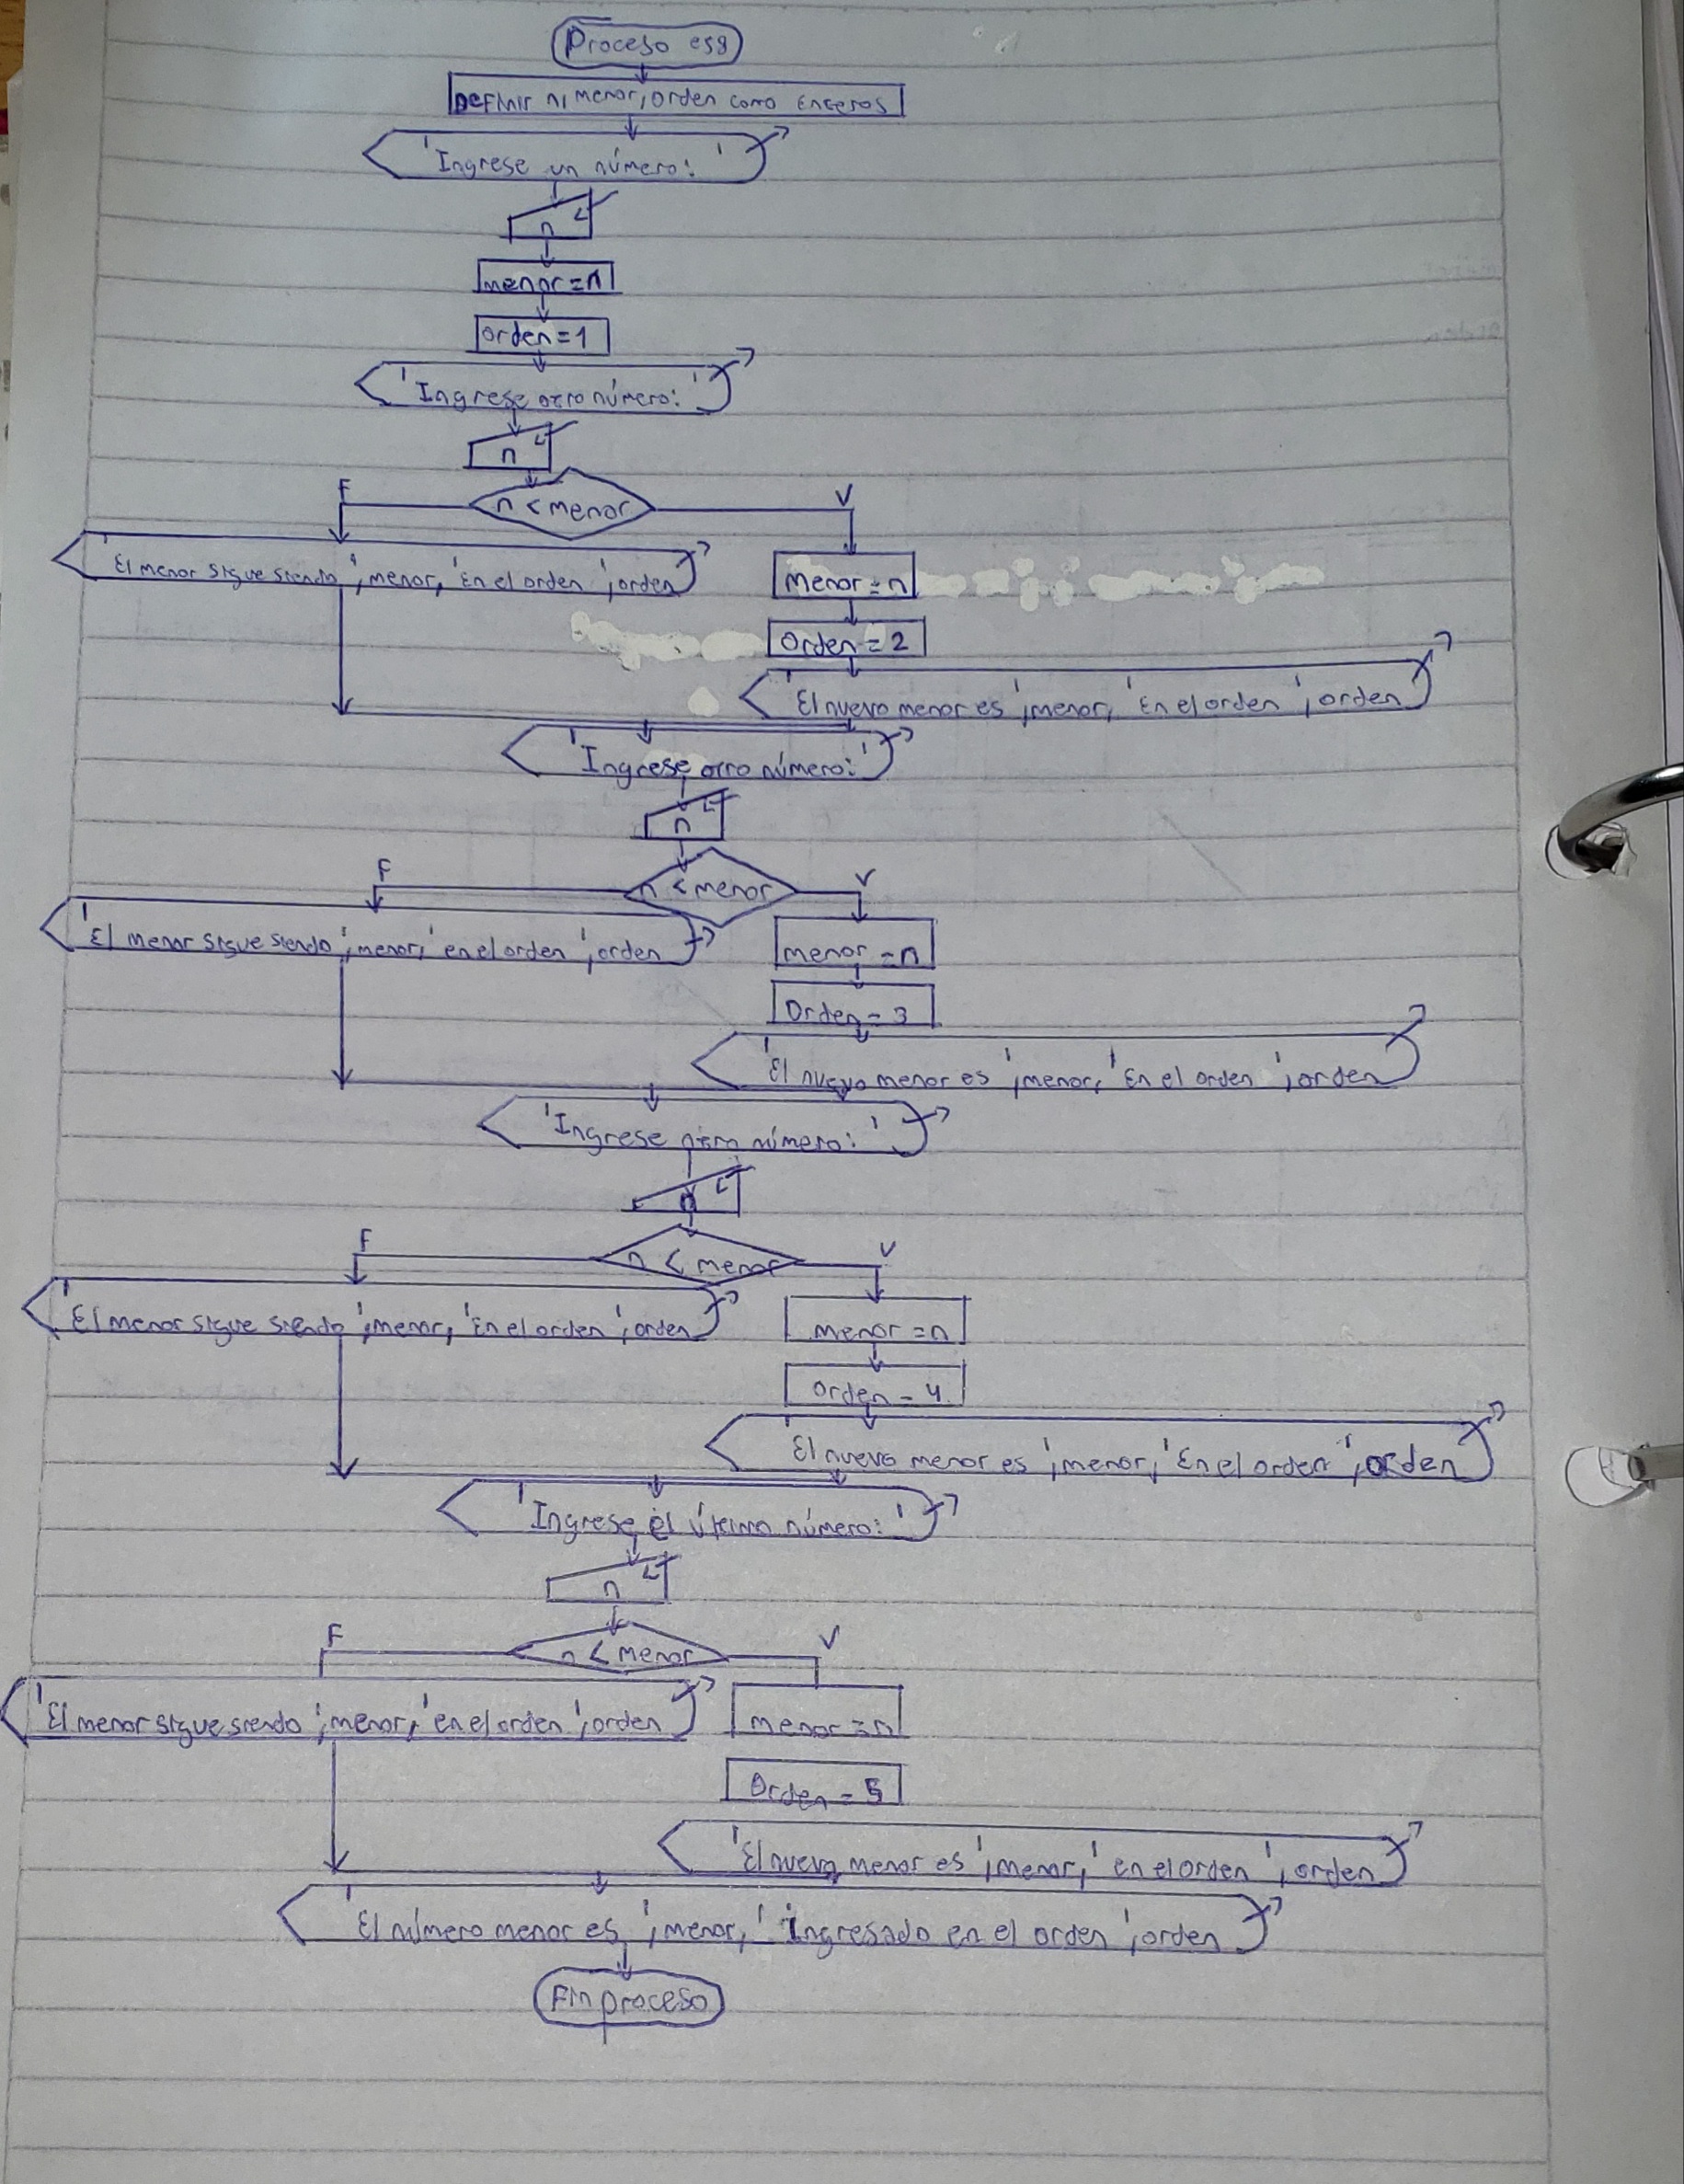 Proceso es9
Definir n, menor, orden como Enteros
'Ingrese un número: '
n
menor = n
orden = 1
'Ingrese otro número: '
n
n < menor
F
V
'El menor sigue siendo ', menor, 'En el orden ', orden
menor = n
Orden = 2
'El nuevo menor es ', menor, 'En el orden ', orden
'Ingrese otro número: '
n
n < menor
F
V
'El menor sigue siendo ', menor, 'en el orden ', orden
menor = n
Orden = 3
'El nuevo menor es ', menor, 'En el orden ', orden
'Ingrese otro número: '
n
n < menor
F
V
'El menor sigue siendo ', menor, 'En el orden ', orden
menor = n
orden = 4
'El nuevo menor es ', menor, 'En el orden ', orden
'Ingrese el útimo número: '
n
n < menor
F
V
'El menor sigue siendo ', menor, 'en el orden ', orden
menor = n
Orden = 5
'El nuevo menor es ', menor, 'en el orden ', orden
'El número menor es ', menor, ' Ingresado en el orden ', orden
Fin proceso